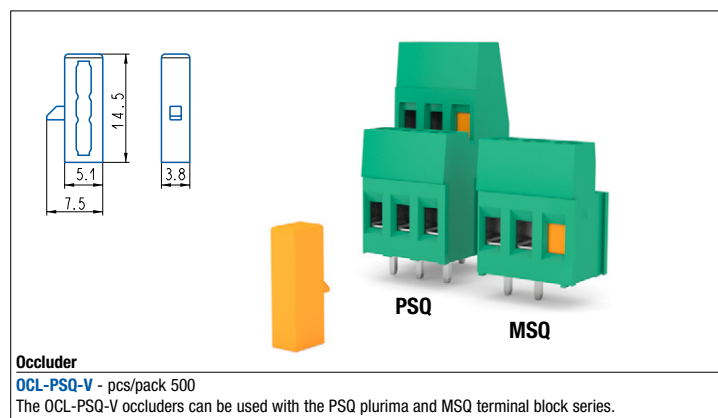 14.5
5.1
3.8
7.5
PSQ
MSQ
Occluder
OCL-PSQ-V - pcs/pack 500
The OCL-PSQ-V occluders can be used with the PSQ plurima and MSQ terminal block series.